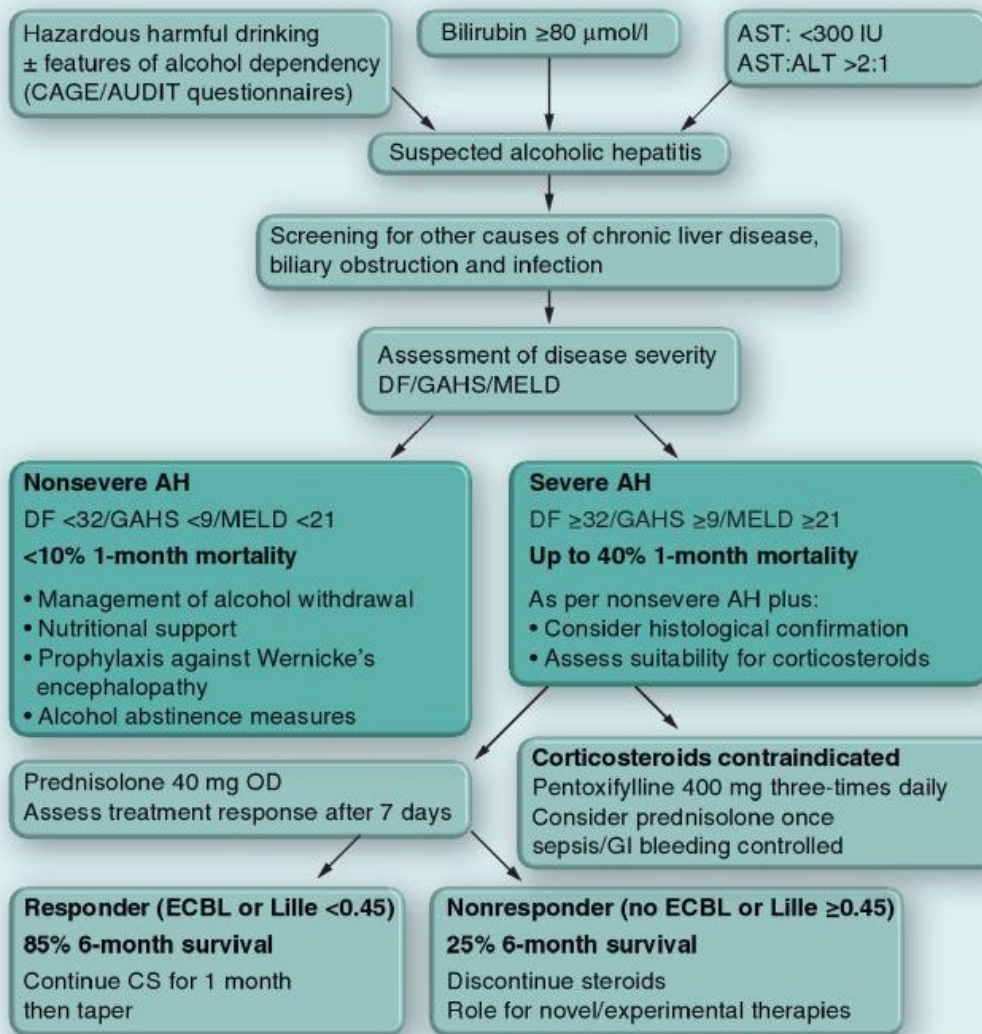 Hazardous harmful drinking
± features of alcohol dependency
(CAGE/AUDIT questionnaires)
Bilirubin ≥80 μmol/l
AST: <300 IU
AST:ALT >2:1
Suspected alcoholic hepatitis
Screening for other causes of chronic liver disease,
biliary obstruction and infection
Assessment of disease severity
DF/GAHS/MELD
Nonsevere AH
DF <32/GAHS <9/MELD <21
<10% 1-month mortality
• Management of alcohol withdrawal
• Nutritional support
• Prophylaxis against Wernicke's
encephalopathy
• Alcohol abstinence measures
Severe AH
DF ≥32/GAHS ≥9/MELD ≥21
Up to 40% 1-month mortality
As per nonsevere AH plus:
• Consider histological confirmation
• Assess suitability for corticosteroids
Prednisolone 40 mg OD
Assess treatment response after 7 days
Corticosteroids contraindicated
Pentoxifylline 400 mg three-times daily
Consider prednisolone once
sepsis/GI bleeding controlled
Responder (ECBL or Lille <0.45)
85% 6-month survival
Continue CS for 1 month
then taper
Nonresponder (no ECBL or Lille ≥0.45)
25% 6-month survival
Discontinue steroids
Role for novel/experimental therapies